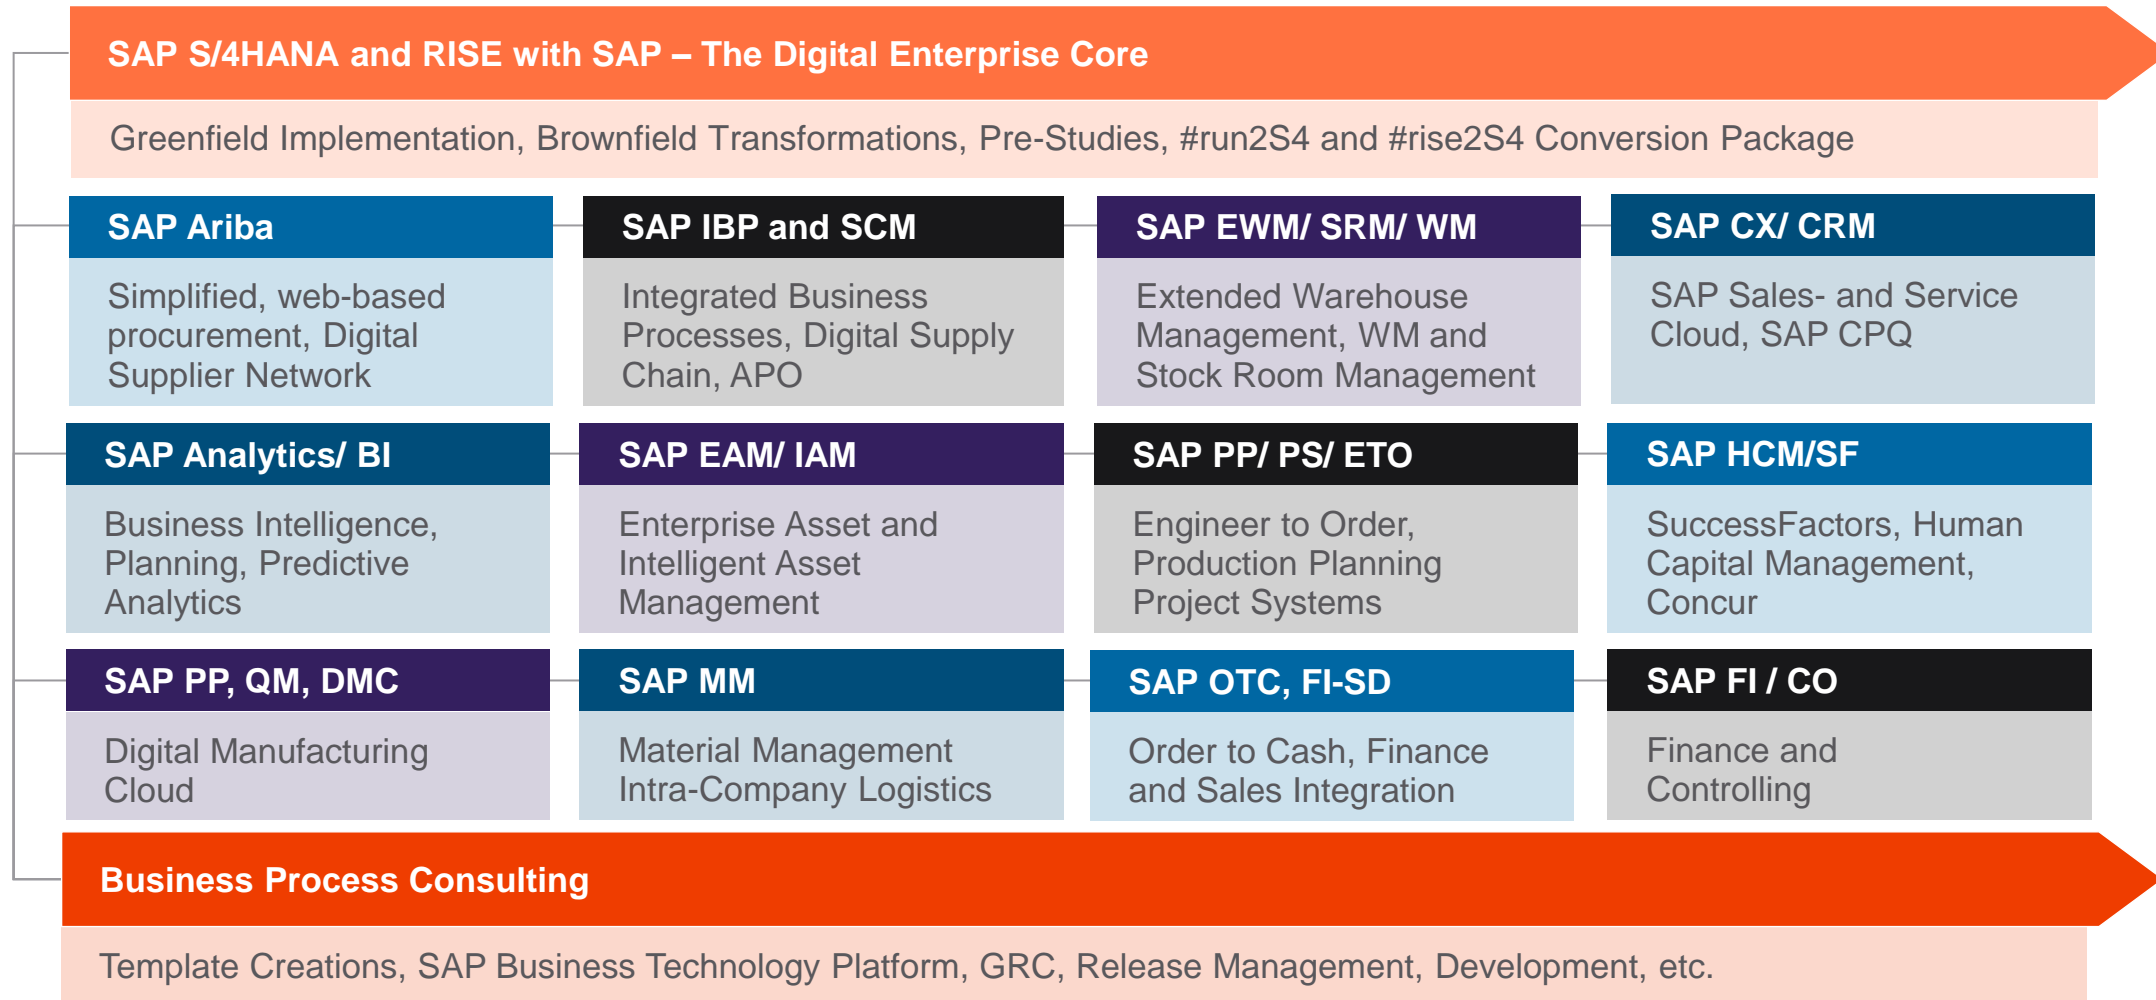 SAP S/4HANA and RISE with SAP – The Digital Enterprise Core
Greenfield Implementation, Brownfield Transformations, Pre-Studies, #run2S4 and #rise2S4 Conversion Package
SAP Ariba
Simplified, web-based
procurement, Digital
Supplier Network
SAP IBP and SCM
Integrated Business
Processes, Digital Supply
Chain, APO
SAP EWM/ SRM/ WM
Extended Warehouse
Management, WM and
Stock Room Management
SAP CX/ CRM
SAP Sales- and Service
Cloud, SAP CPQ
SAP Analytics/ BI
Business Intelligence,
Planning, Predictive
Analytics
SAP EAM/ IAM
Enterprise Asset and
Intelligent Asset
Management
SAP PP/ PS/ ETO
Engineer to Order,
Production Planning
Project Systems
SAP HCM/SF
SuccessFactors, Human
Capital Management,
Concur
SAP PP, QM, DMC
Digital Manufacturing
Cloud
SAP MM
Material Management
Intra-Company Logistics
SAP OTC, FI-SD
Order to Cash, Finance
and Sales Integration
SAP FI / CO
Finance and
Controlling
Business Process Consulting
Template Creations, SAP Business Technology Platform, GRC, Release Management, Development, etc.